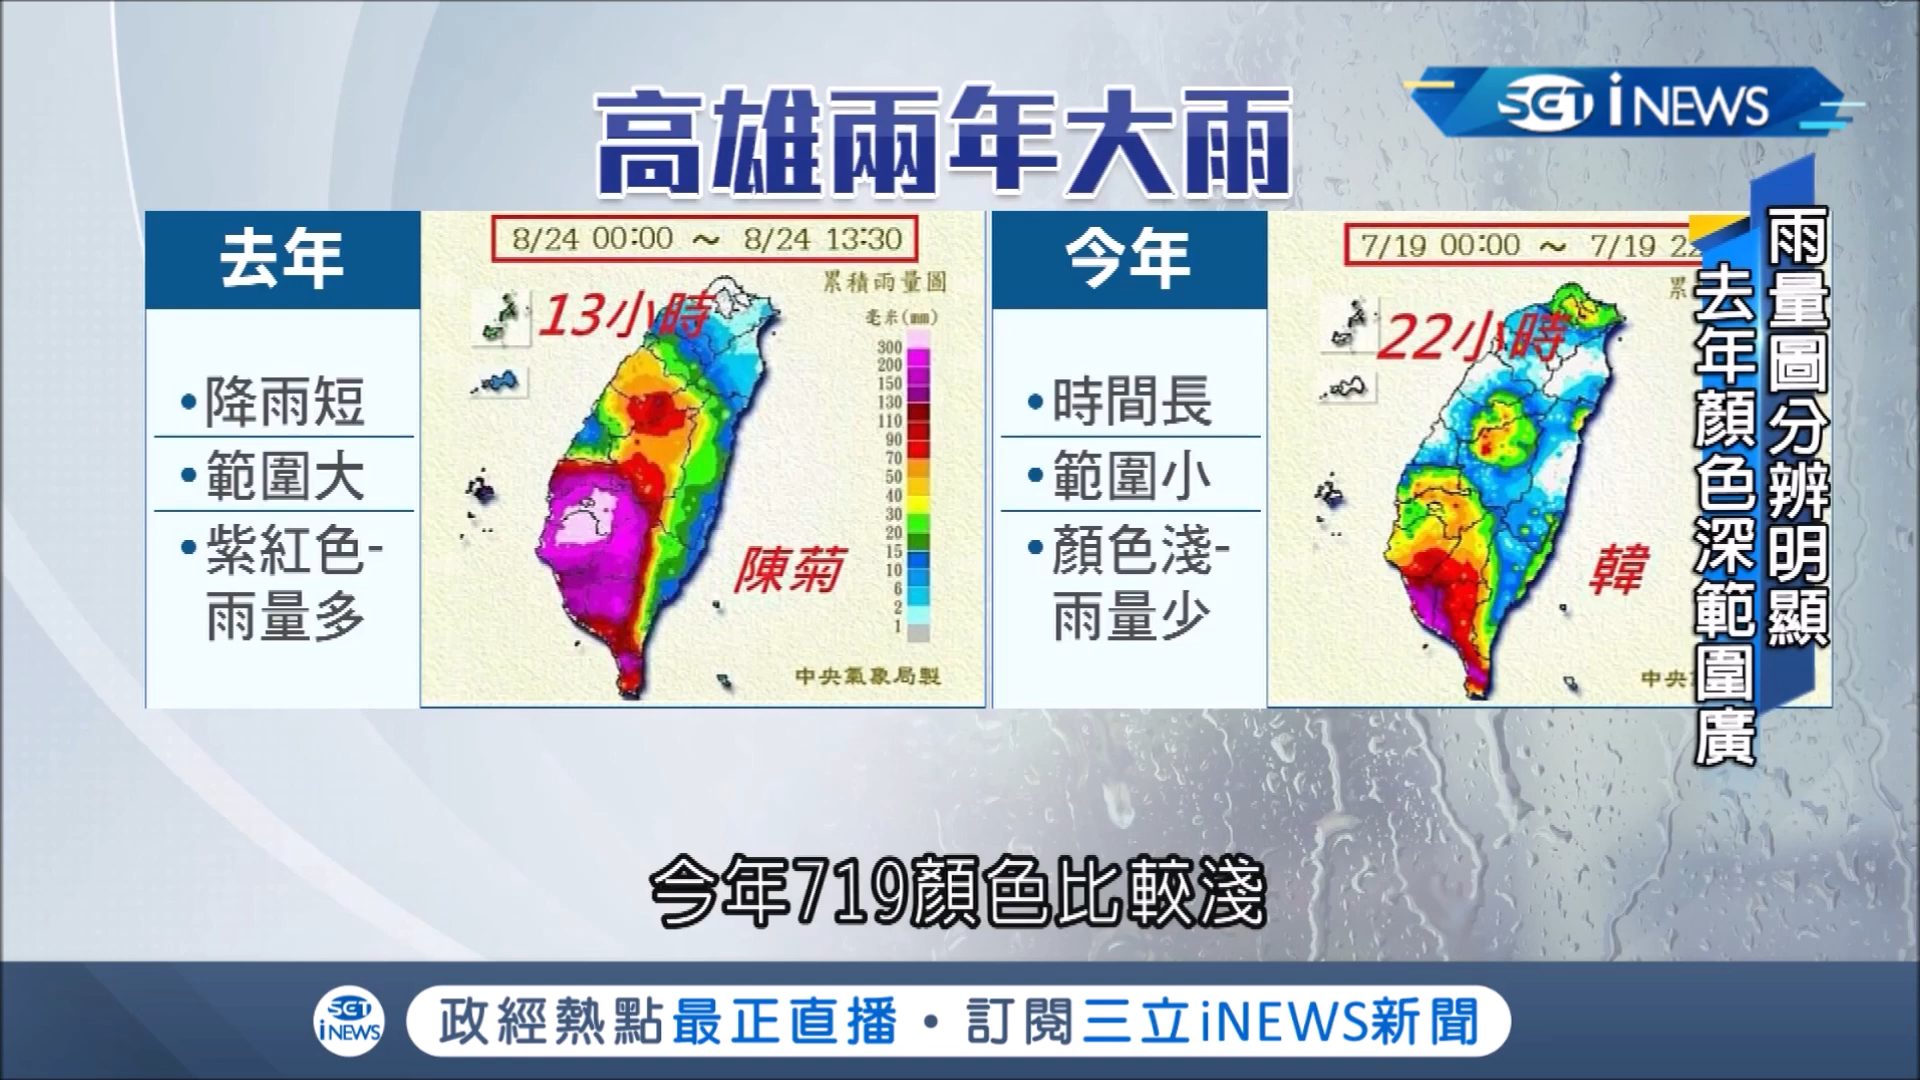 高雄兩年大雨
SET iNEWS
雨量圖分辨明顯
去年顏色深範圍廣
去年
•降雨短
•範圍大
•紫紅色-
雨量多
8/24 00:00 ~ 8/24 13:30
累積雨量圖
毫米(mm)
13小時
300
200
150
130
110
90
70
50
40
30
20
15
10
6
2
1
陳菊
中央氣象局製
今年
•時間長
•範圍小
•顏色淺-
雨量少
7/19 00:00 ~ 7/19 22
累
22小時
韓
中央
今年719顏色比較淺
SET
iNEWS
政經熱點最正直播・訂閱三立iNEWS新聞